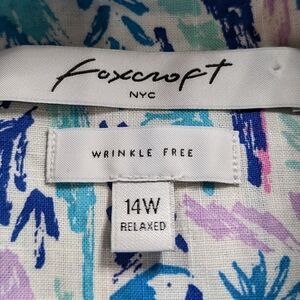 Foxcroft
NYC
WRINKLE FREE
14W
RELAXED